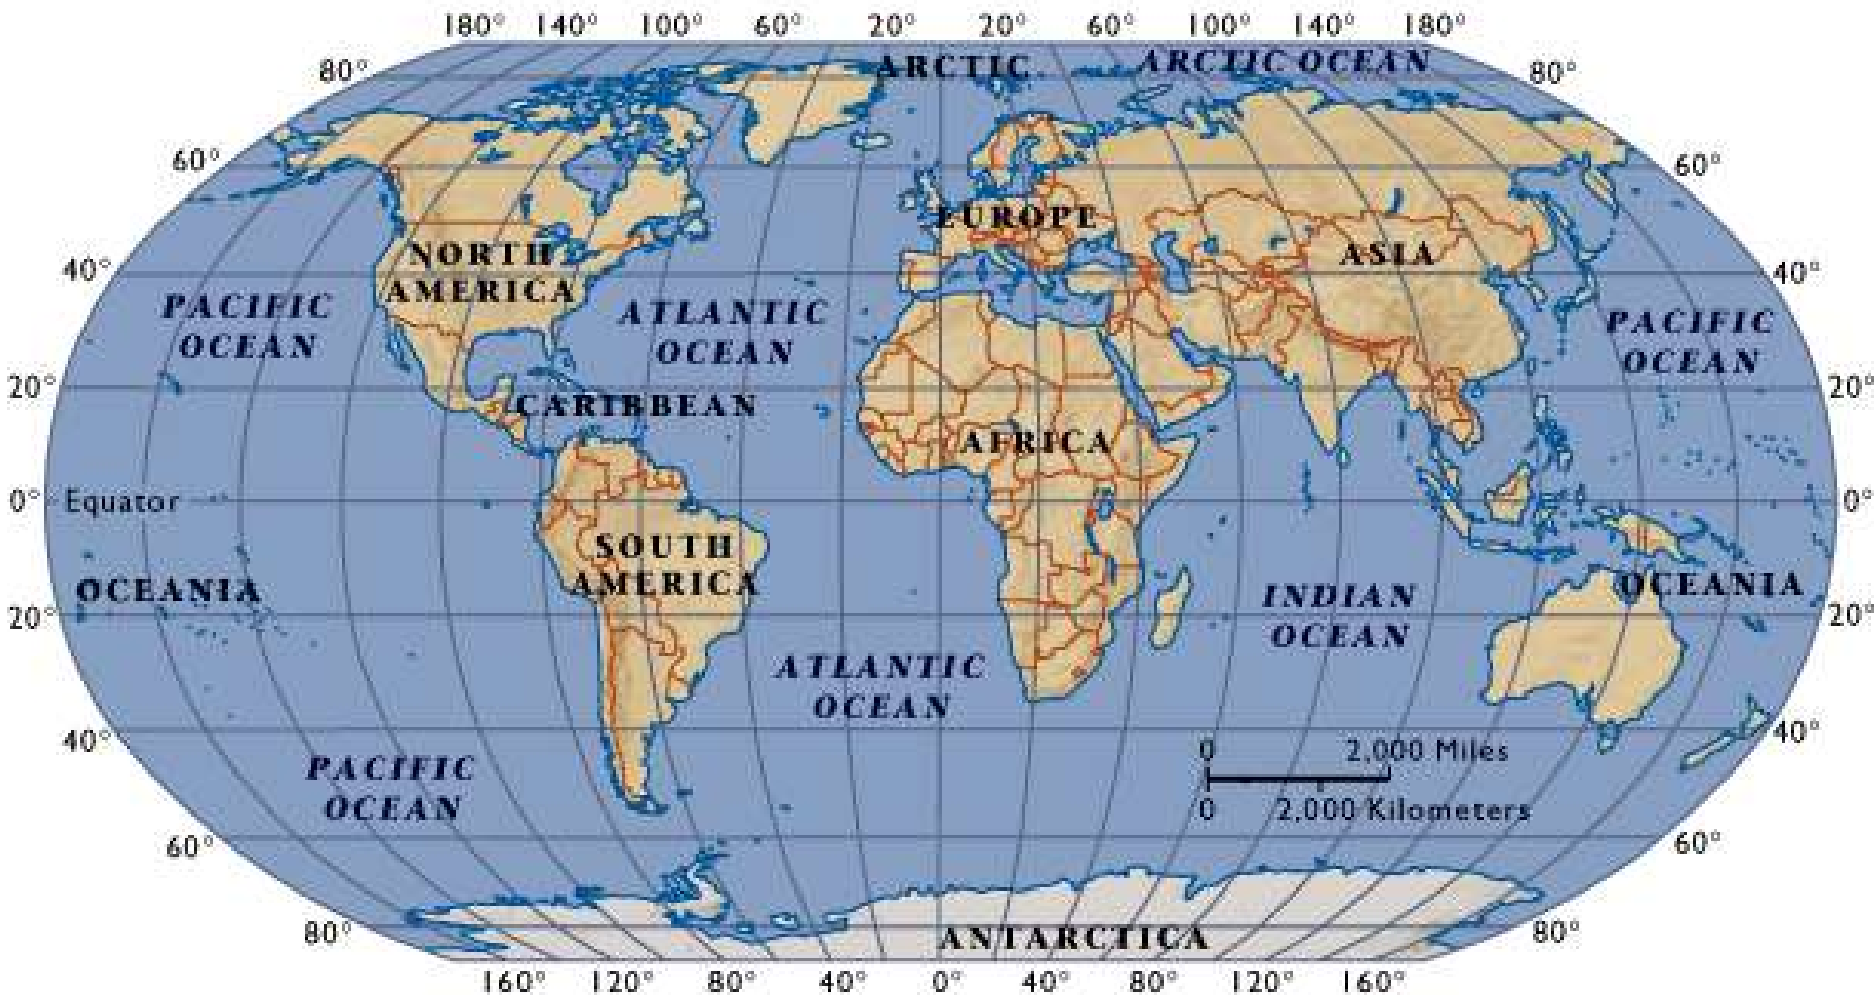 180° 140° 100° 60° 20° 20° 60° 100° 140° 180°
ARCTIC
ARCTIC OCEAN
80° 80°
60° 60°
EUROPE
NORTH
AMERICA
ASIA
40° 40°
PACIFIC
OCEAN
ATLANTIC
OCEAN
PACIFIC
OCEAN
20° 20°
CARIBBEAN
AFRICA
0° Equator 0°
SOUTH
AMERICA
OCEANIA
INDIAN
OCEAN
OCEANIA
20° 20°
ATLANTIC
OCEAN
40° 40°
PACIFIC
OCEAN
0 2,000 Miles
0 2,000 Kilometers
60° 60°
80° 80°
ANTARCTICA
160° 120° 80° 40° 0° 40° 80° 120° 160°